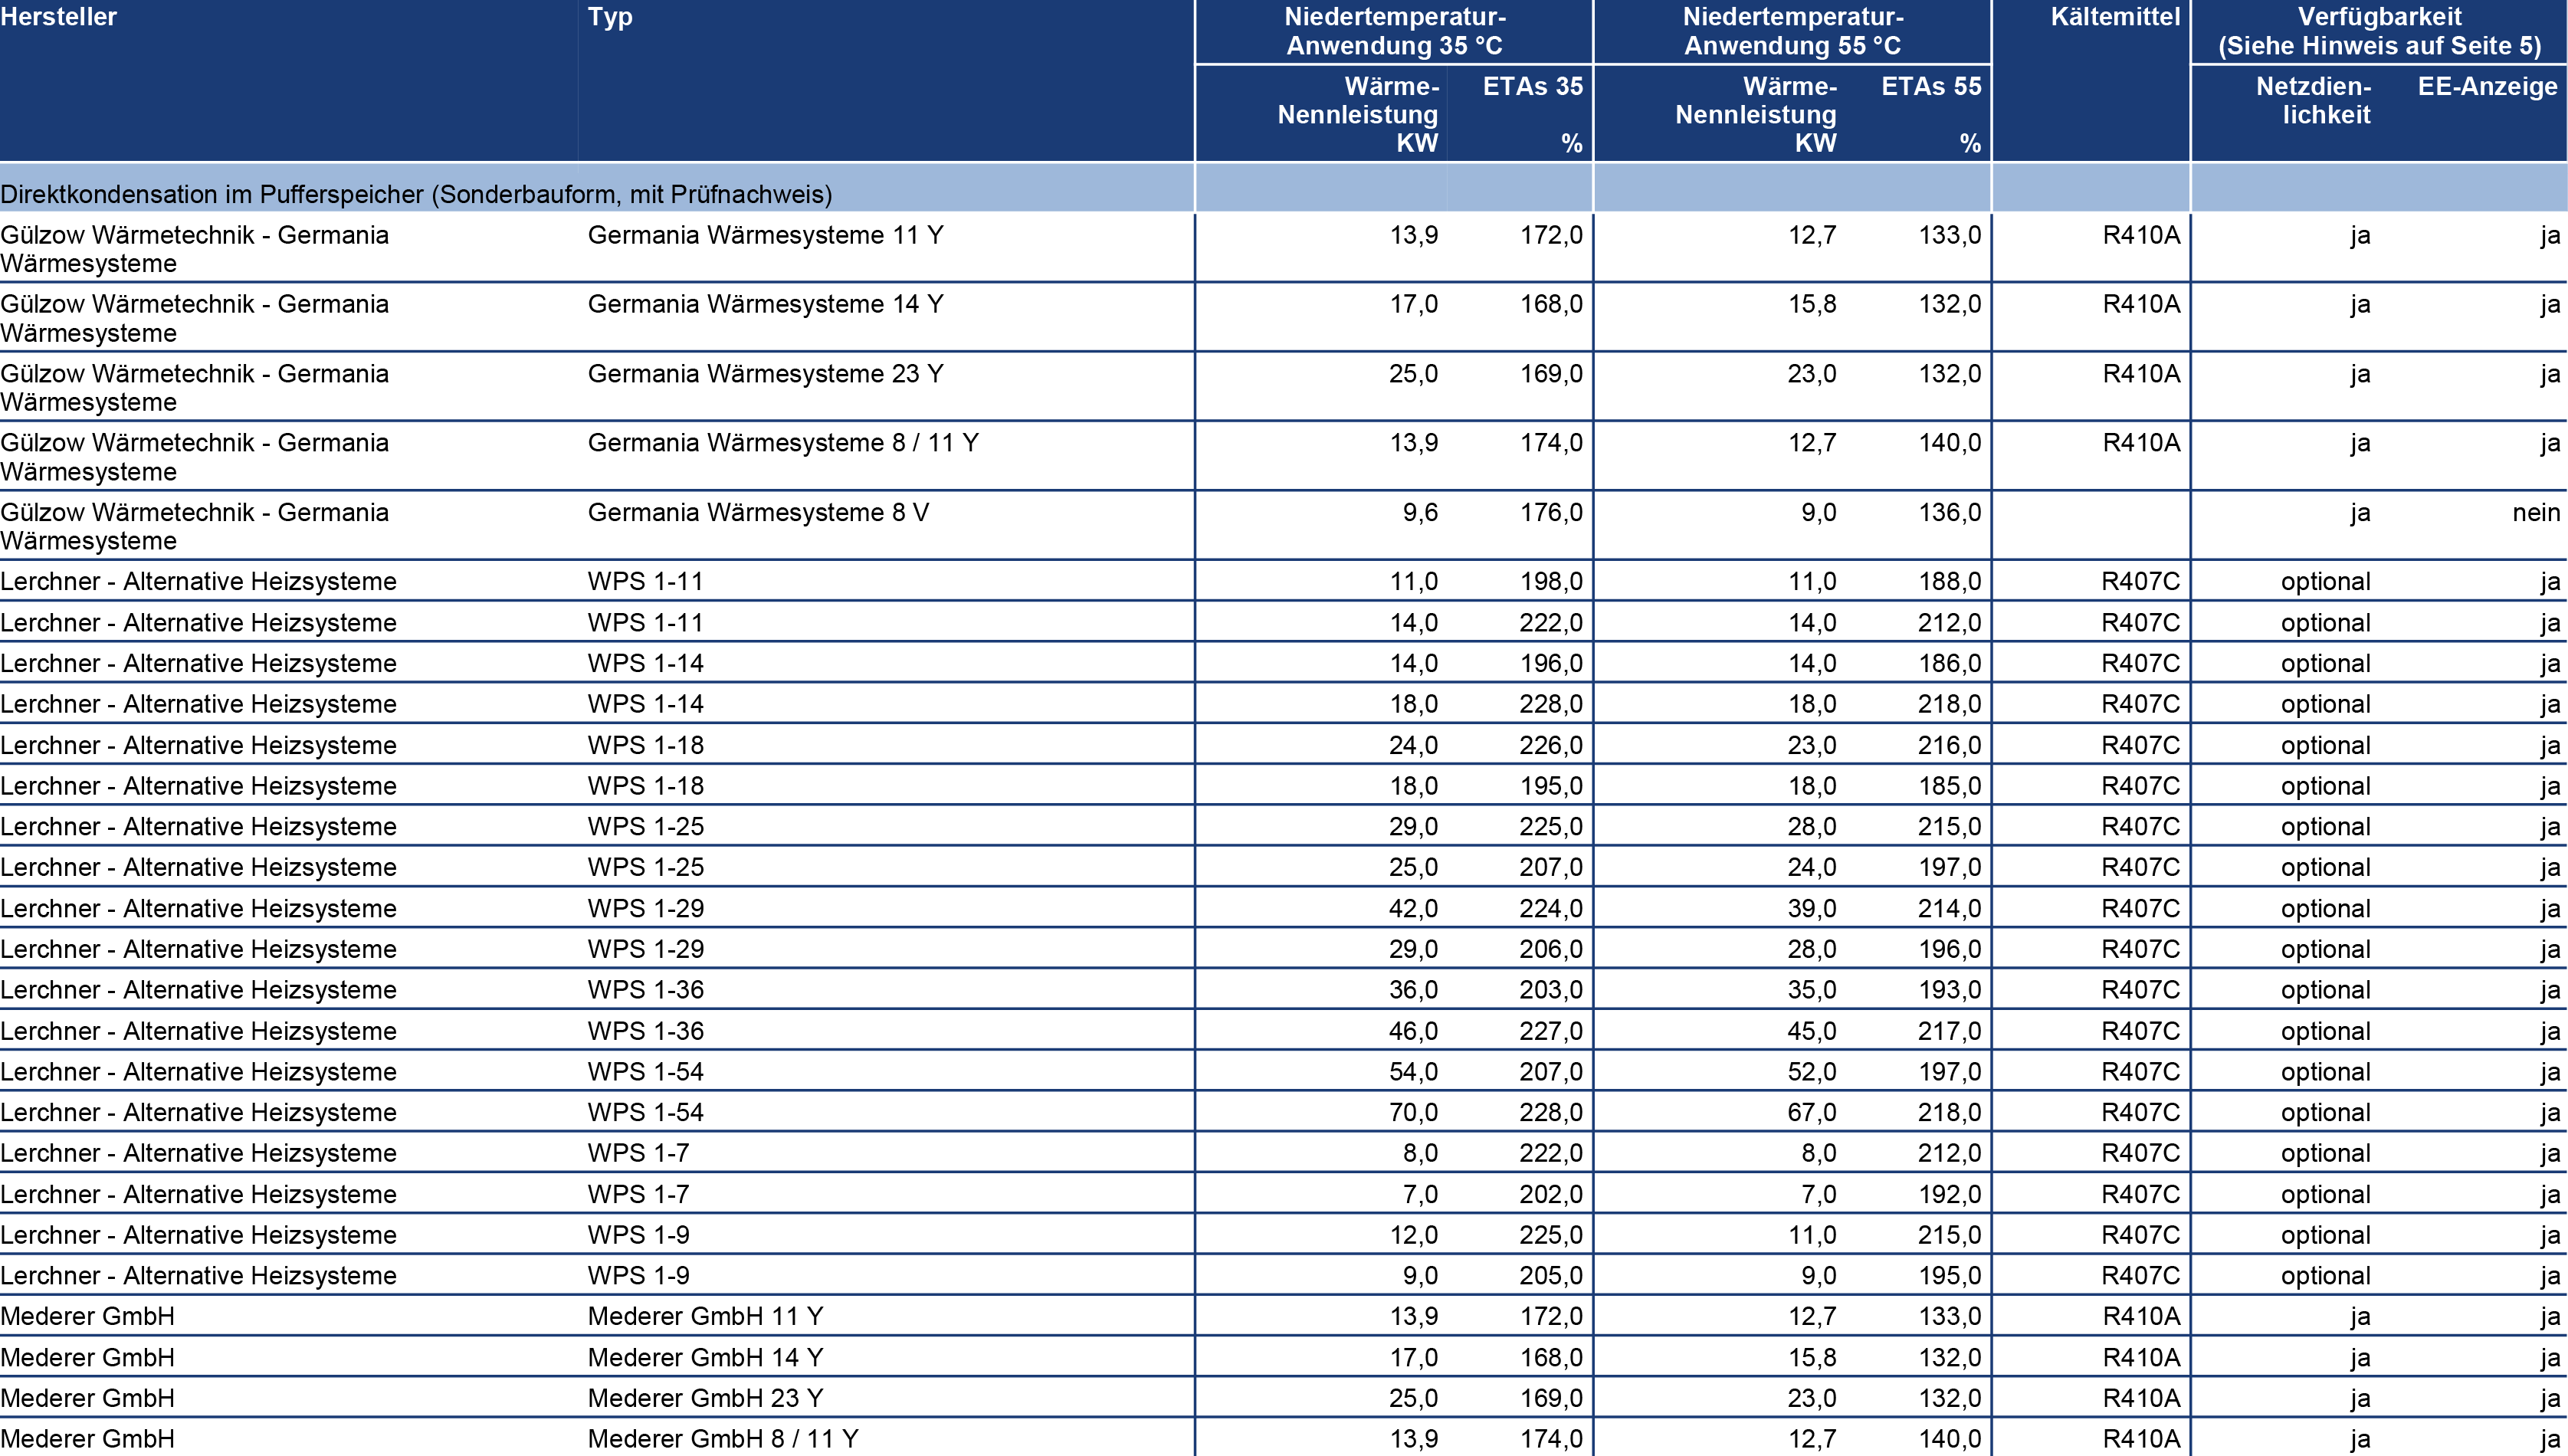 Hersteller Typ Niedertemperatur- Niedertemperatur- Kältemittel Verfügbarkeit
Anwendung 35 °C Anwendung 55 °C (Siehe Hinweis auf Seite 5)
Wärme- ETAs 35 Wärme- ETAs 55 Netzdien- EE-Anzeige
Nennleistung Nennleistung lichkeit
KW % KW %
Direktkondensation im Pufferspeicher (Sonderbauform, mit Prüfnachweis)
Gülzow Wärmetechnik - Germania Germania Wärmesysteme 11 Y 13,9 172,0 12,7 133,0 R410A ja ja
Wärmesysteme
Gülzow Wärmetechnik - Germania Germania Wärmesysteme 14 Y 17,0 168,0 15,8 132,0 R410A ja ja
Wärmesysteme
Gülzow Wärmetechnik - Germania Germania Wärmesysteme 23 Y 25,0 169,0 23,0 132,0 R410A ja ja
Wärmesysteme
Gülzow Wärmetechnik - Germania Germania Wärmesysteme 8 / 11 Y 13,9 174,0 12,7 140,0 R410A ja ja
Wärmesysteme
Gülzow Wärmetechnik - Germania Germania Wärmesysteme 8 V 9,6 176,0 9,0 136,0 ja nein
Wärmesysteme
Lerchner - Alternative Heizsysteme WPS 1-11 11,0 198,0 11,0 188,0 R407C optional ja
Lerchner - Alternative Heizsysteme WPS 1-11 14,0 222,0 14,0 212,0 R407C optional ja
Lerchner - Alternative Heizsysteme WPS 1-14 14,0 196,0 14,0 186,0 R407C optional ja
Lerchner - Alternative Heizsysteme WPS 1-14 18,0 228,0 18,0 218,0 R407C optional ja
Lerchner - Alternative Heizsysteme WPS 1-18 24,0 226,0 23,0 216,0 R407C optional ja
Lerchner - Alternative Heizsysteme WPS 1-18 18,0 195,0 18,0 185,0 R407C optional ja
Lerchner - Alternative Heizsysteme WPS 1-25 29,0 225,0 28,0 215,0 R407C optional ja
Lerchner - Alternative Heizsysteme WPS 1-25 25,0 207,0 24,0 197,0 R407C optional ja
Lerchner - Alternative Heizsysteme WPS 1-29 42,0 224,0 39,0 214,0 R407C optional ja
Lerchner - Alternative Heizsysteme WPS 1-29 29,0 206,0 28,0 196,0 R407C optional ja
Lerchner - Alternative Heizsysteme WPS 1-36 36,0 203,0 35,0 193,0 R407C optional ja
Lerchner - Alternative Heizsysteme WPS 1-36 46,0 227,0 45,0 217,0 R407C optional ja
Lerchner - Alternative Heizsysteme WPS 1-54 54,0 207,0 52,0 197,0 R407C optional ja
Lerchner - Alternative Heizsysteme WPS 1-54 70,0 228,0 67,0 218,0 R407C optional ja
Lerchner - Alternative Heizsysteme WPS 1-7 8,0 222,0 8,0 212,0 R407C optional ja
Lerchner - Alternative Heizsysteme WPS 1-7 7,0 202,0 7,0 192,0 R407C optional ja
Lerchner - Alternative Heizsysteme WPS 1-9 12,0 225,0 11,0 215,0 R407C optional ja
Lerchner - Alternative Heizsysteme WPS 1-9 9,0 205,0 9,0 195,0 R407C optional ja
Mederer GmbH Mederer GmbH 11 Y 13,9 172,0 12,7 133,0 R410A ja ja
Mederer GmbH Mederer GmbH 14 Y 17,0 168,0 15,8 132,0 R410A ja ja
Mederer GmbH Mederer GmbH 23 Y 25,0 169,0 23,0 132,0 R410A ja ja
Mederer GmbH Mederer GmbH 8 / 11 Y 13,9 174,0 12,7 140,0 R410A ja ja